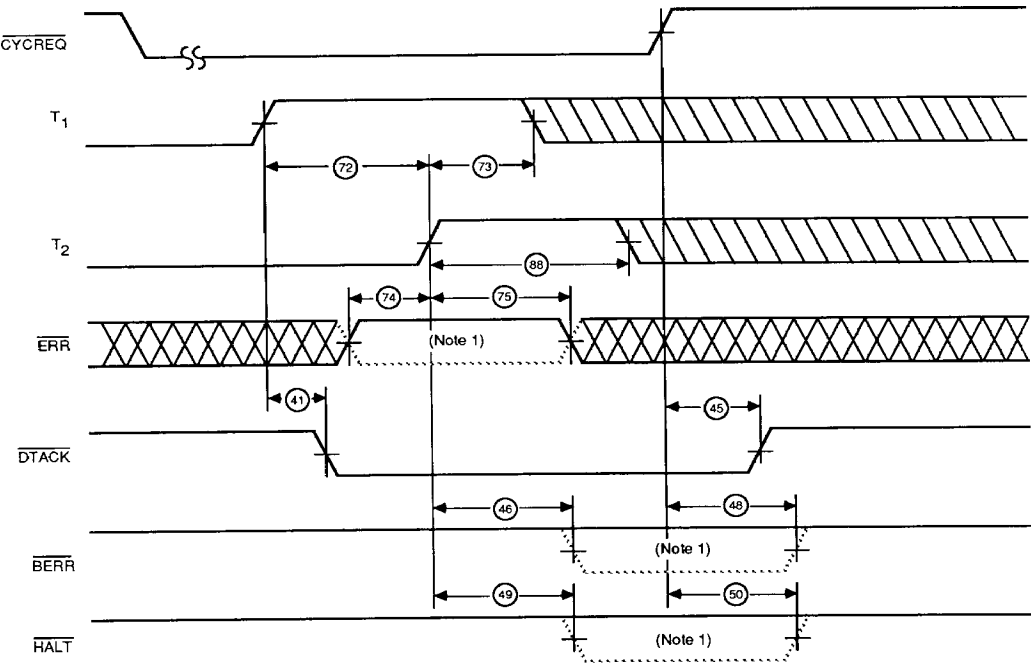 CYCREQ
T1
72
73
T2
88
74
75
ERR
(Note 1)
41
45
DTACK
46
48
BERR
(Note 1)
49
50
HALT
(Note 1)